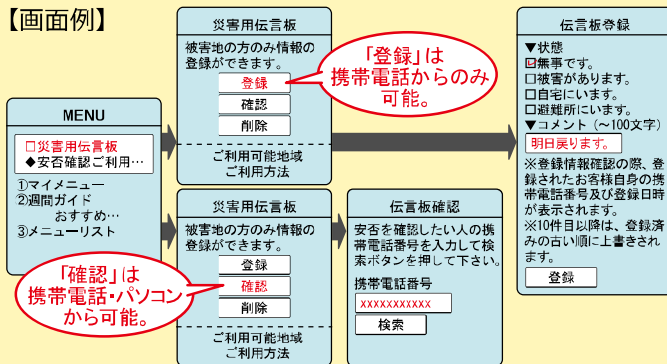 【画面例】
MENU
□災害用伝言板
◆安否確認ご利用…
①マイメニュー
②週間ガイド
おすすめ…
③メニューリスト
災害用伝言板
被害地の方のみ情報の
登録ができます。
登録
確認
削除
ご利用可能地域
ご利用方法
「登録」は
携帯電話からのみ
可能。
伝言板登録
▼状態
☑無事です。
□被害があります。
□自宅にいます。
□避難所にいます。
▼コメント（～100文字）
明日戻ります。
※登録情報確認の際、登
録されたお客様自身の携
帯電話番号及び登録日時
が表示されます。
※10件目以降は、登録済
みの古い順に上書きされ
ます。
登録
災害用伝言板
被害地の方のみ情報の
登録ができます。
登録
確認
削除
ご利用可能地域
ご利用方法
「確認」は
携帯電話・パソコン
から可能。
伝言板確認
安否を確認したい人の携
帯電話番号を入力して検
索ボタンを押して下さい。
携帯電話番号
xxxxxxxxxxx
検索